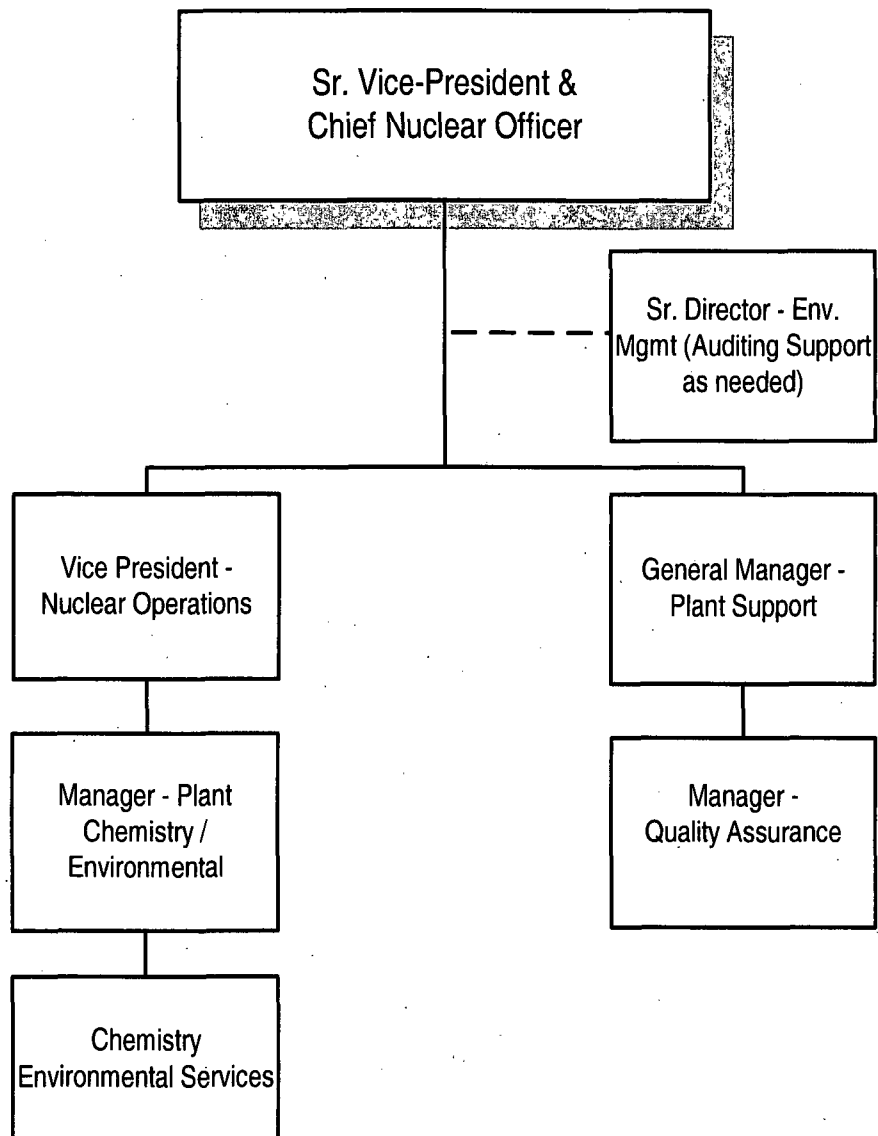 Sr. Vice-President &
Chief Nuclear Officer
Sr. Director - Env.
Mgmt (Auditing Support
as needed)
Vice President -
Nuclear Operations
General Manager -
Plant Support
Manager - Plant
Chemistry /
Environmental
Manager -
Quality Assurance
Chemistry
Environmental Services